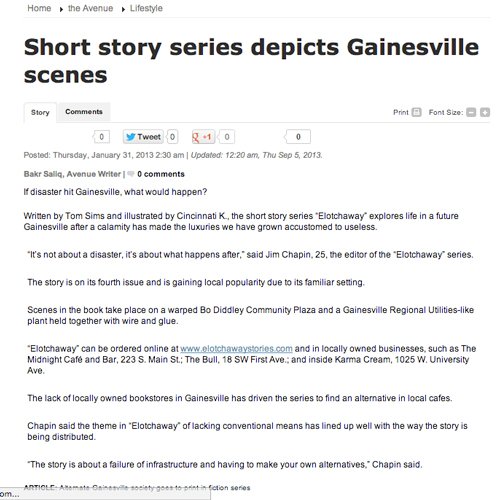 Home ▸ the Avenue ▸ Lifestyle
Short story series depicts Gainesville
scenes
Story Comments Print Font Size:
0 Tweet 0 g +1 0 0
Posted: Thursday, January 31, 2013 2:30 am | Updated: 12:20 am, Thu Sep 5, 2013.
Bakr Saliq, Avenue Writer | 0 comments
If disaster hit Gainesville, what would happen?
Written by Tom Sims and illustrated by Cincinnati K., the short story series “Elotchaway” explores life in a future
Gainesville after a calamity has made the luxuries we have grown accustomed to useless.
“It’s not about a disaster, it’s about what happens after,” said Jim Chapin, 25, the editor of the “Elotchaway” series.
The story is on its fourth issue and is gaining local popularity due to its familiar setting.
Scenes in the book take place on a warped Bo Diddley Community Plaza and a Gainesville Regional Utilities-like
plant held together with wire and glue.
“Elotchaway” can be ordered online at www.elotchawaystories.com and in locally owned businesses, such as The
Midnight Café and Bar, 223 S. Main St.; The Bull, 18 SW First Ave.; and inside Karma Cream, 1025 W. University
Ave.
The lack of locally owned bookstores in Gainesville has driven the series to find an alternative in local cafes.
Chapin said the theme in “Elotchaway” of lacking conventional means has lined up well with the way the story is
being distributed.
“The story is about a failure of infrastructure and having to make your own alternatives,” Chapin said.
ARTICLE: Alternate Gainesville society goes to print in fiction series
om...